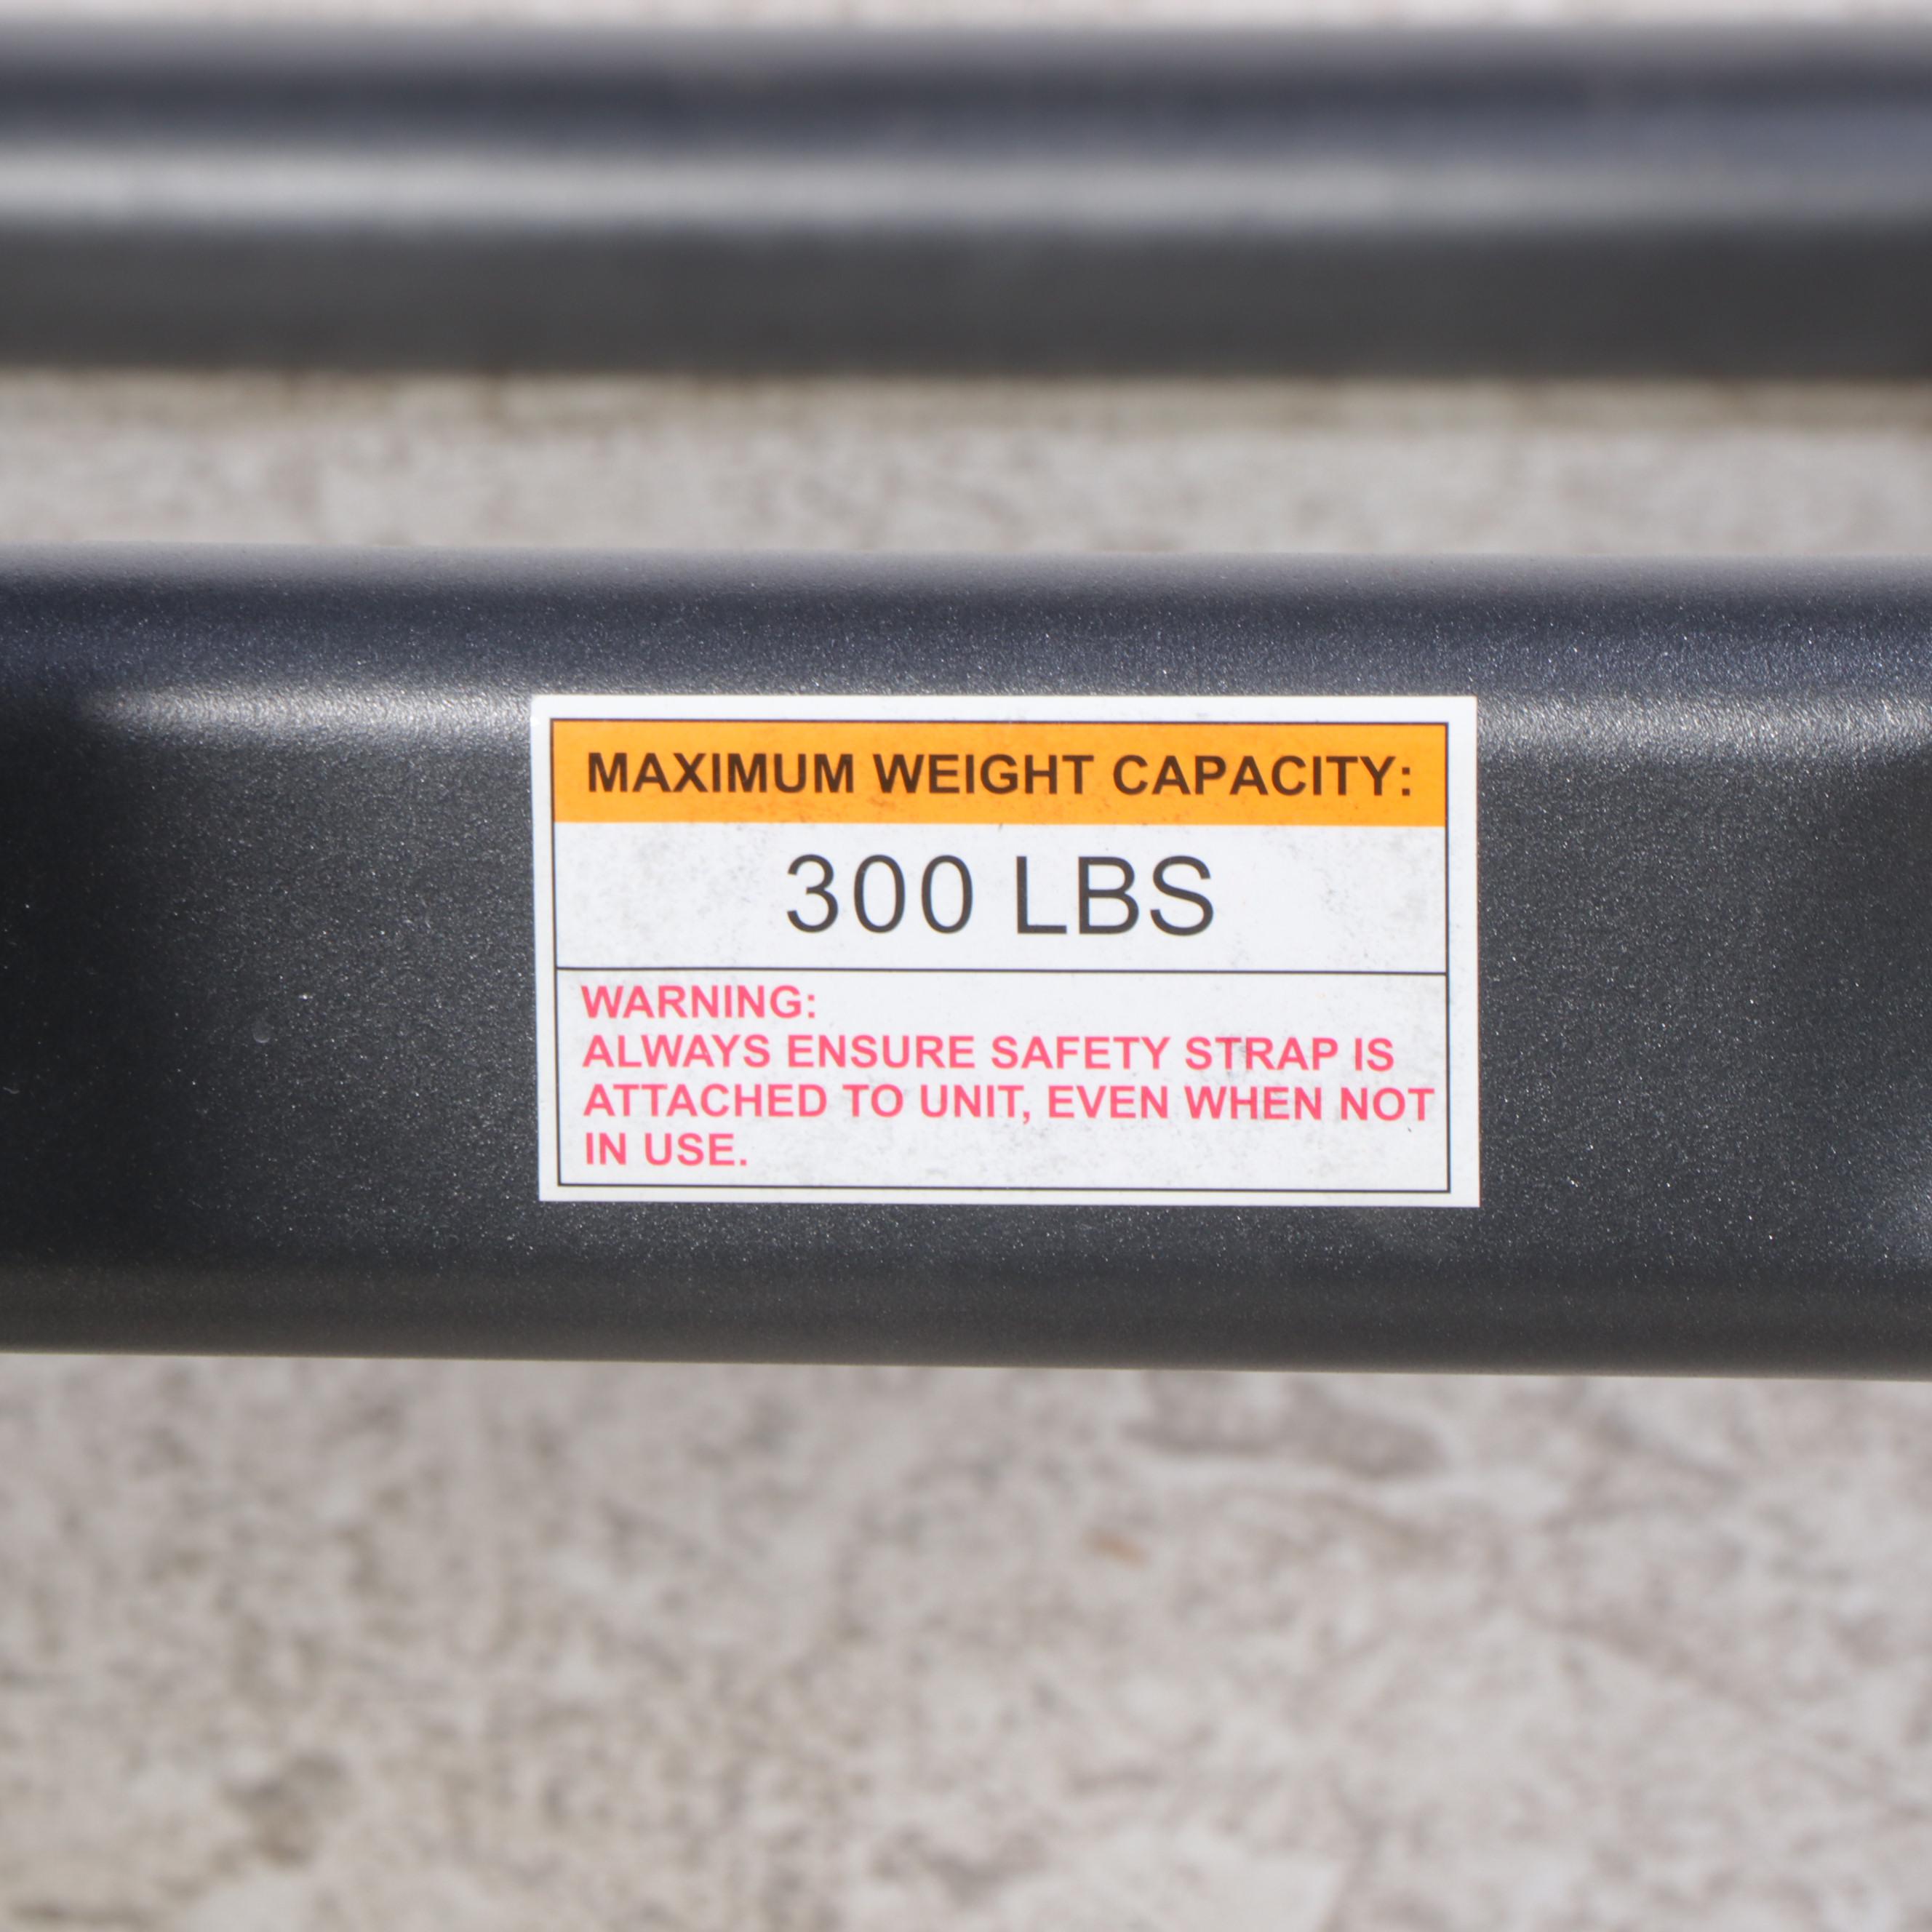 MAXIMUM WEIGHT CAPACITY:
300 LBS
WARNING:
ALWAYS ENSURE SAFETY STRAP IS
ATTACHED TO UNIT, EVEN WHEN NOT
IN USE.